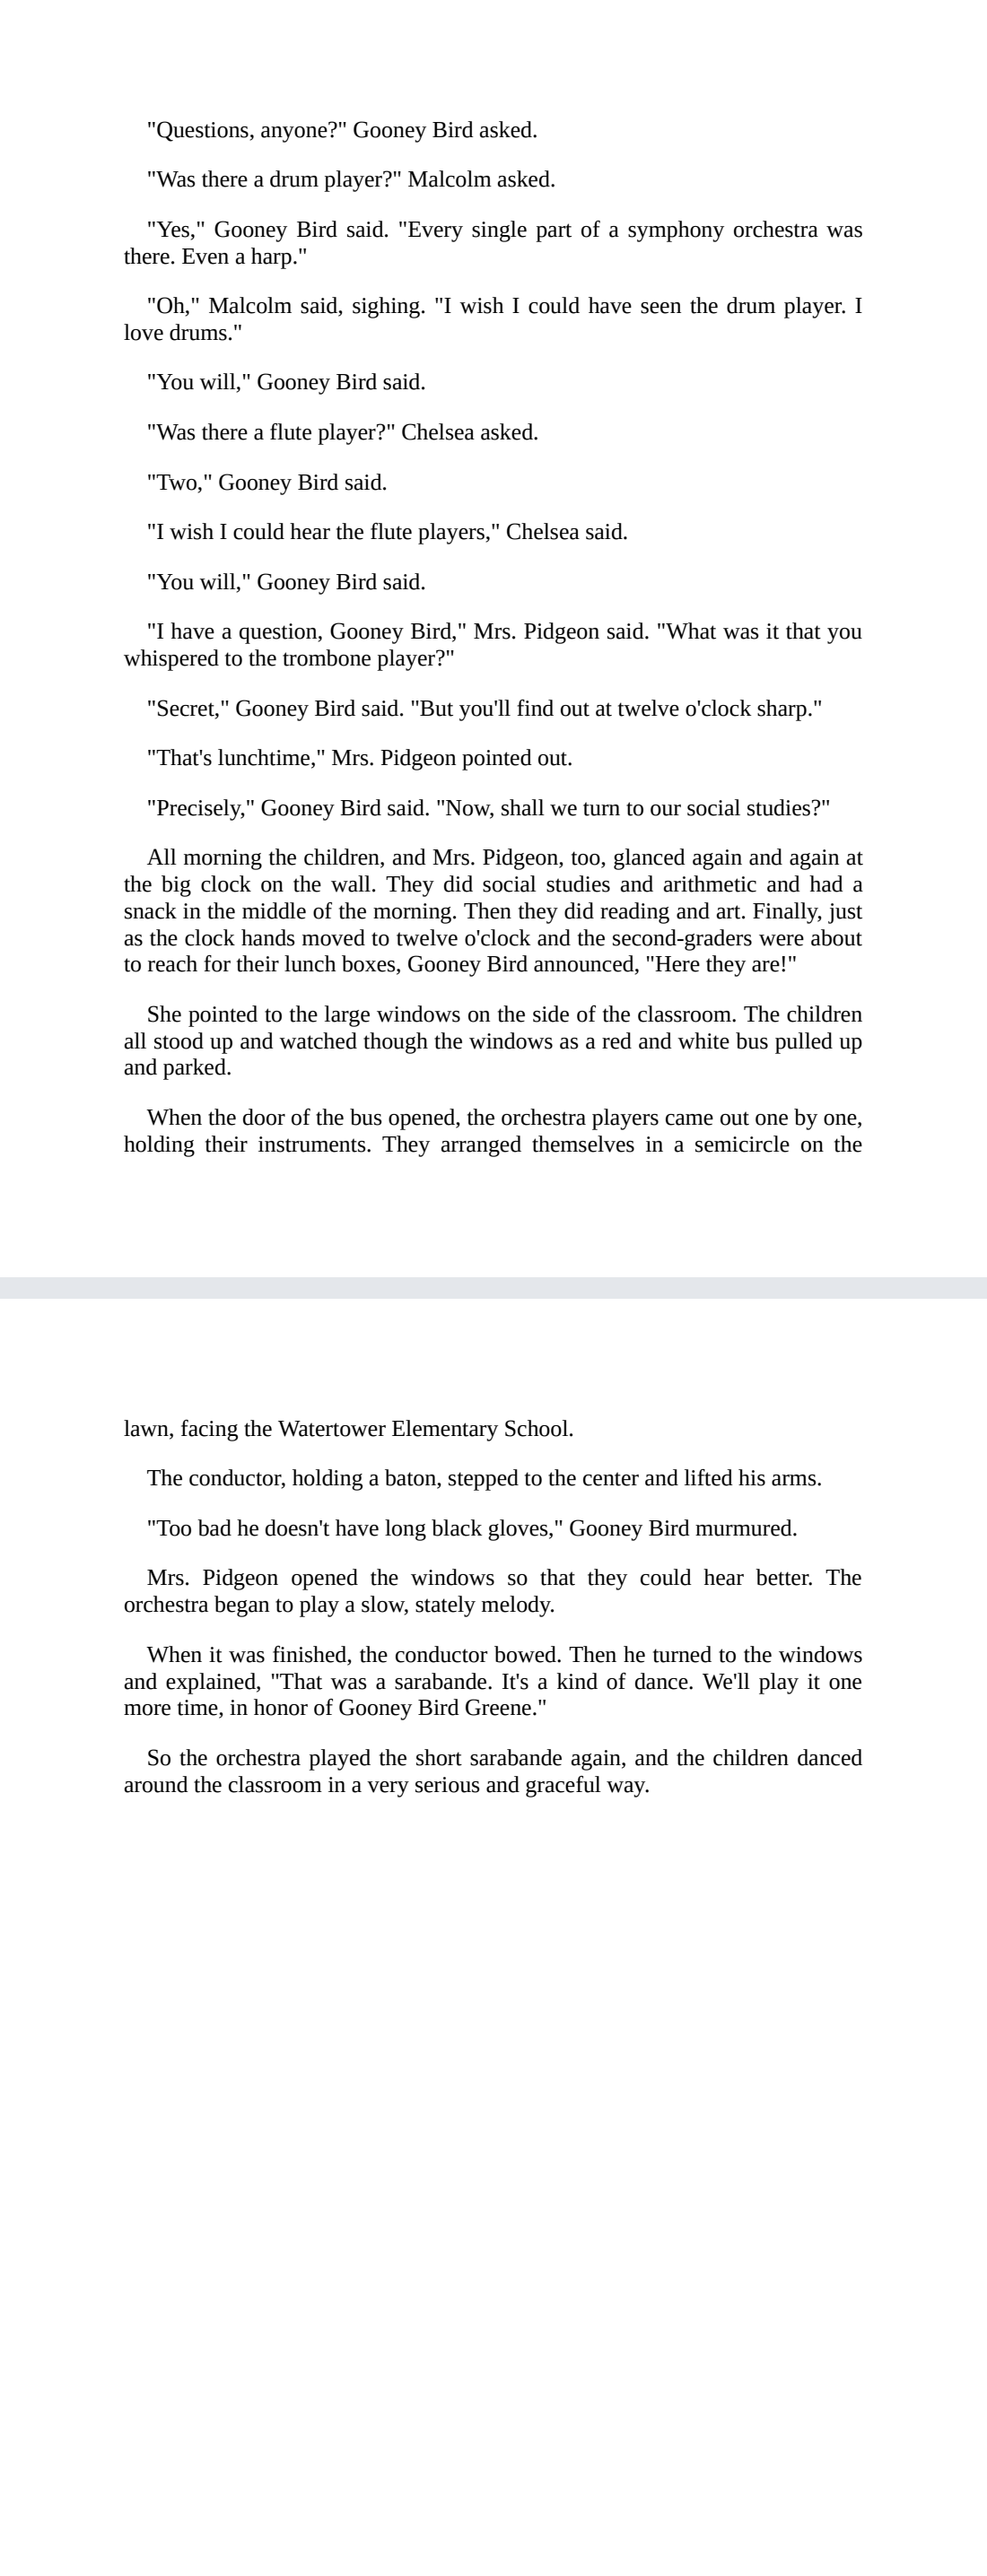 "Questions, anyone?" Gooney Bird asked.
"Was there a drum player?" Malcolm asked.
"Yes," Gooney Bird said. "Every single part of a symphony orchestra was
there. Even a harp."
"Oh," Malcolm said, sighing. "I wish I could have seen the drum player. I
love drums."
"You will," Gooney Bird said.
"Was there a flute player?" Chelsea asked.
"Two," Gooney Bird said.
"I wish I could hear the flute players," Chelsea said.
"You will," Gooney Bird said.
"I have a question, Gooney Bird," Mrs. Pidgeon said. "What was it that you
whispered to the trombone player?"
"Secret," Gooney Bird said. "But you'll find out at twelve o'clock sharp."
"That's lunchtime," Mrs. Pidgeon pointed out.
"Precisely," Gooney Bird said. "Now, shall we turn to our social studies?"
All morning the children, and Mrs. Pidgeon, too, glanced again and again at
the big clock on the wall. They did social studies and arithmetic and had a
snack in the middle of the morning. Then they did reading and art. Finally, just
as the clock hands moved to twelve o'clock and the second-graders were about
to reach for their lunch boxes, Gooney Bird announced, "Here they are!"
She pointed to the large windows on the side of the classroom. The children
all stood up and watched though the windows as a red and white bus pulled up
and parked.
When the door of the bus opened, the orchestra players came out one by one,
holding their instruments. They arranged themselves in a semicircle on the
lawn, facing the Watertower Elementary School.
The conductor, holding a baton, stepped to the center and lifted his arms.
"Too bad he doesn't have long black gloves," Gooney Bird murmured.
Mrs. Pidgeon opened the windows so that they could hear better. The
orchestra began to play a slow, stately melody.
When it was finished, the conductor bowed. Then he turned to the windows
and explained, "That was a sarabande. It's a kind of dance. We'll play it one
more time, in honor of Gooney Bird Greene."
So the orchestra played the short sarabande again, and the children danced
around the classroom in a very serious and graceful way.